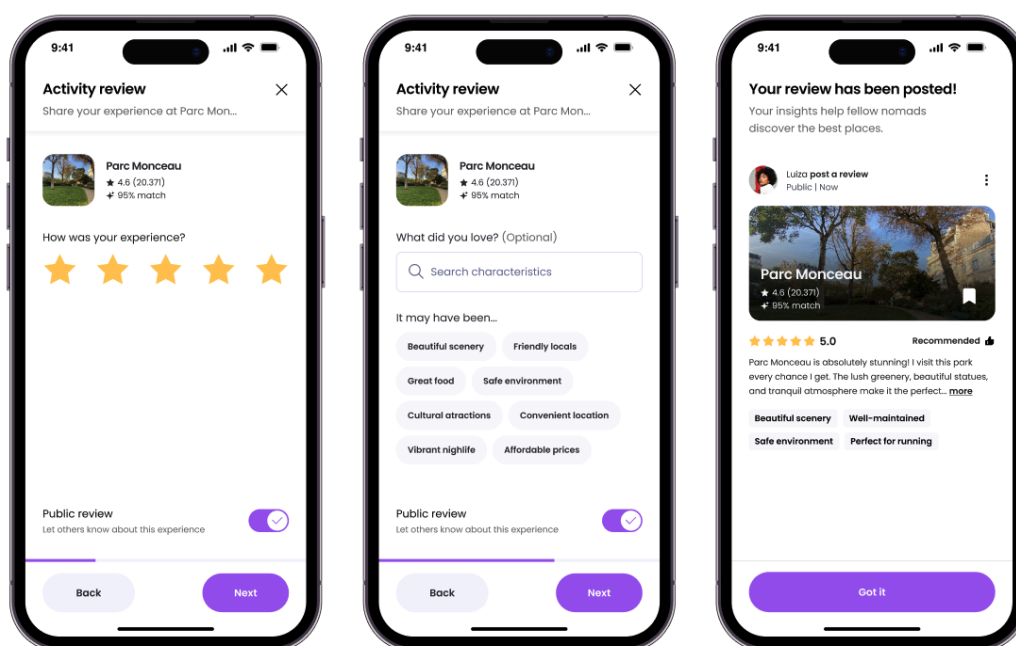 9:41
Activity review
Share your experience at Parc Mon...
Parc Monceau
4.6 (20.371)
95% match
How was your experience?
Public review
Let others know about this experience
Back
Next
9:41
Activity review
Share your experience at Parc Mon...
Parc Monceau
4.6 (20.371)
95% match
What did you love? (Optional)
Search characteristics
It may have been...
Beautiful scenery
Friendly locals
Great food
Safe environment
Cultural atractions
Convenient location
Vibrant nighlife
Affordable prices
Public review
Let others know about this experience
Back
Next
9:41
Your review has been posted!
Your insights help fellow nomads
discover the best places.
Luiza post a review
Public | Now
Parc Monceau
4.6 (20.371)
95% match
5.0
Recommended
Parc Monceau is absolutely stunning! I visit this park
every chance I get. The lush greenery, beautiful statues,
and tranquil atmosphere make it the perfect... more
Beautiful scenery
Well-maintained
Safe environment
Perfect for running
Got it